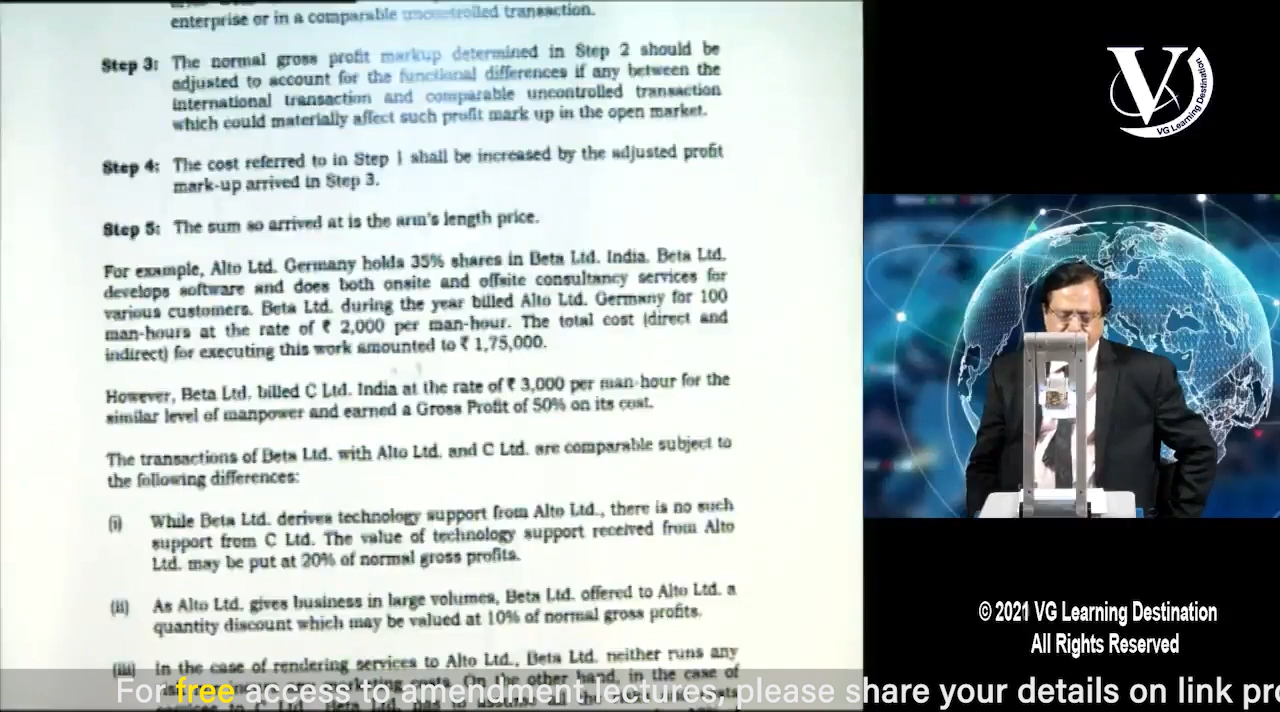 enterprise or in a comparable uncontrolled transaction.
Step 3: The normal gross profit markup determined in Step 2 should be
adjusted to account for the functional differences if any between the
international transaction and comparable uncontrolled transaction
which could materially affect such profit mark up in the open market.
Step 4: The cost referred to in Step 1 shall be increased by the adjusted profit
mark-up arrived in Step 3.
Step 5: The sum so arrived at is the arm's length price.
For example, Alto Ltd. Germany holds 35% shares in Beta Ltd. India. Beta Ltd.
develops software and does both onsite and offsite consultancy services for
various customers. Beta Ltd. during the year billed Alto Ltd. Germany for 100
man-hours at the rate of ₹ 2,000 per man-hour. The total cost (direct and
indirect) for executing this work amounted to ₹ 1,75,000.
However, Beta Ltd. billed C Ltd. India at the rate of ₹ 3,000 per man-hour for the
similar level of manpower and earned a Gross Profit of 50% on its cost.
The transactions of Beta Ltd. with Alto Ltd. and C Ltd. are comparable subject to
the following differences:
(i) While Beta Ltd. derives technology support from Alto Ltd., there is no such
support from C Ltd. The value of technology support received from Alto
Ltd. may be put at 20% of normal gross profits.
(ii) As Alto Ltd. gives business in large volumes, Beta Ltd. offered to Alto Ltd. a
quantity discount which may be valued at 10% of normal gross profits.
(iii) In the case of rendering services to Alto Ltd., Beta Ltd. neither runs any
marketing costs. On the other hand, in the case of
For free access to amendment lectures, please share your details on link pro
V
VG Learning Destination
© 2021 VG Learning Destination
All Rights Reserved